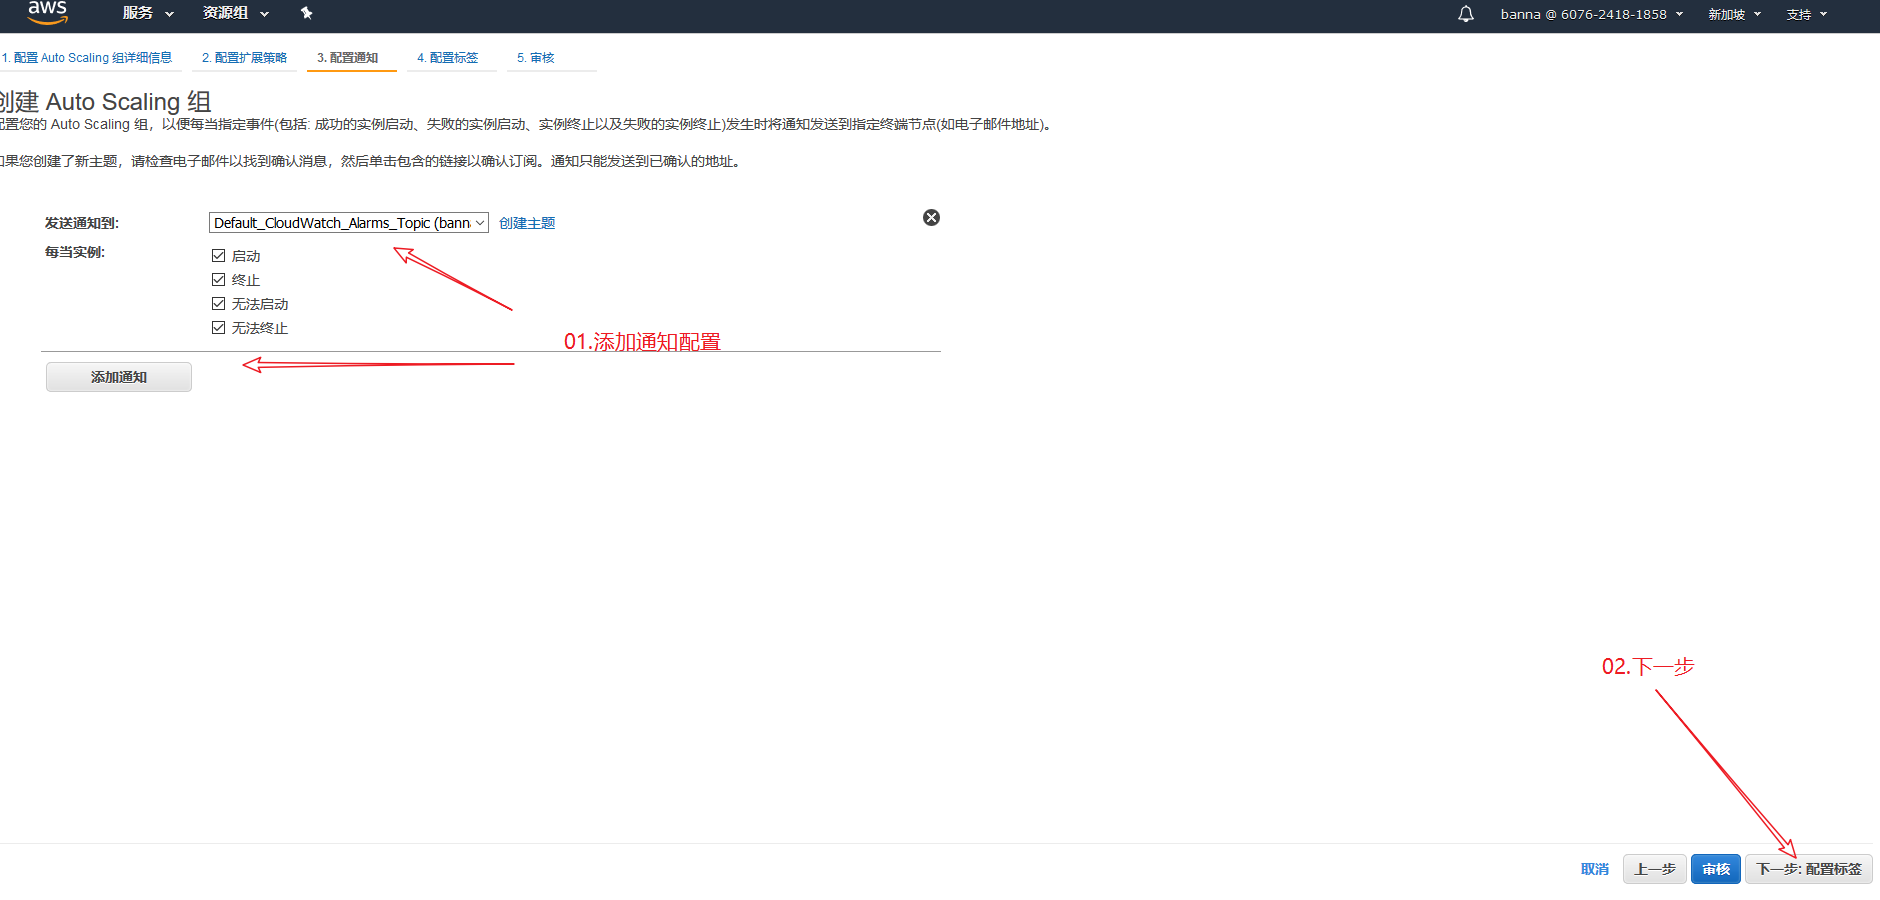 aws 服务 资源组 banna @ 6076-2418-1858 新加坡 支持
1. 配置 Auto Scaling 组详细信息 2. 配置扩展策略 3. 配置通知 4. 配置标签 5. 审核
创建 Auto Scaling 组
配置您的 Auto Scaling 组，以便每当指定事件(包括: 成功的实例启动、失败的实例启动、实例终止以及失败的实例终止)发生时将通知发送到指定终端节点(如电子邮件地址)。
如果您创建了新主题，请检查电子邮件以找到确认消息，然后单击包含的链接以确认订阅。通知只能发送到已确认的地址。
发送通知到: Default_CloudWatch_Alarms_Topic (bann 创建主题
每当实例: 启动
终止
无法启动
无法终止
01.添加通知配置
添加通知
02.下一步
取消 上一步 审核 下一步: 配置标签